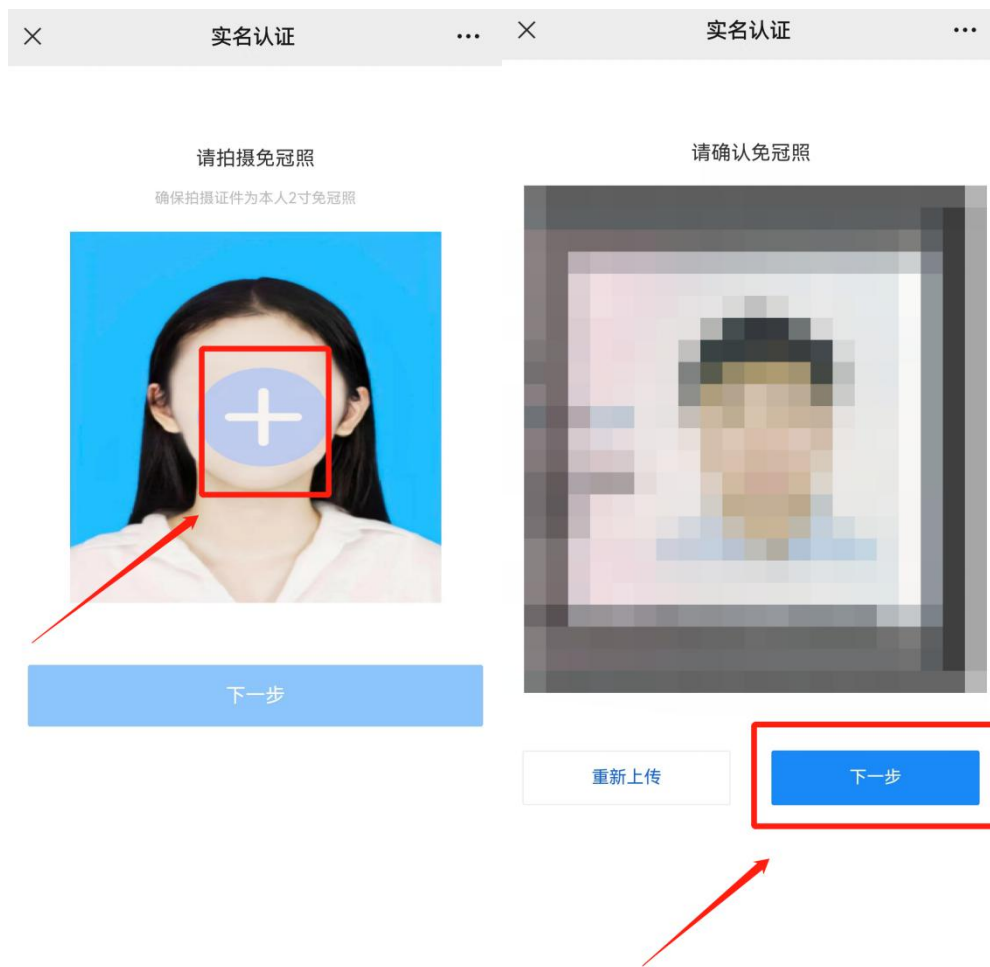 实名认证
请拍摄免冠照
确保拍摄证件为本人2寸免冠照
下一步
实名认证
请确认免冠照
重新上传
下一步